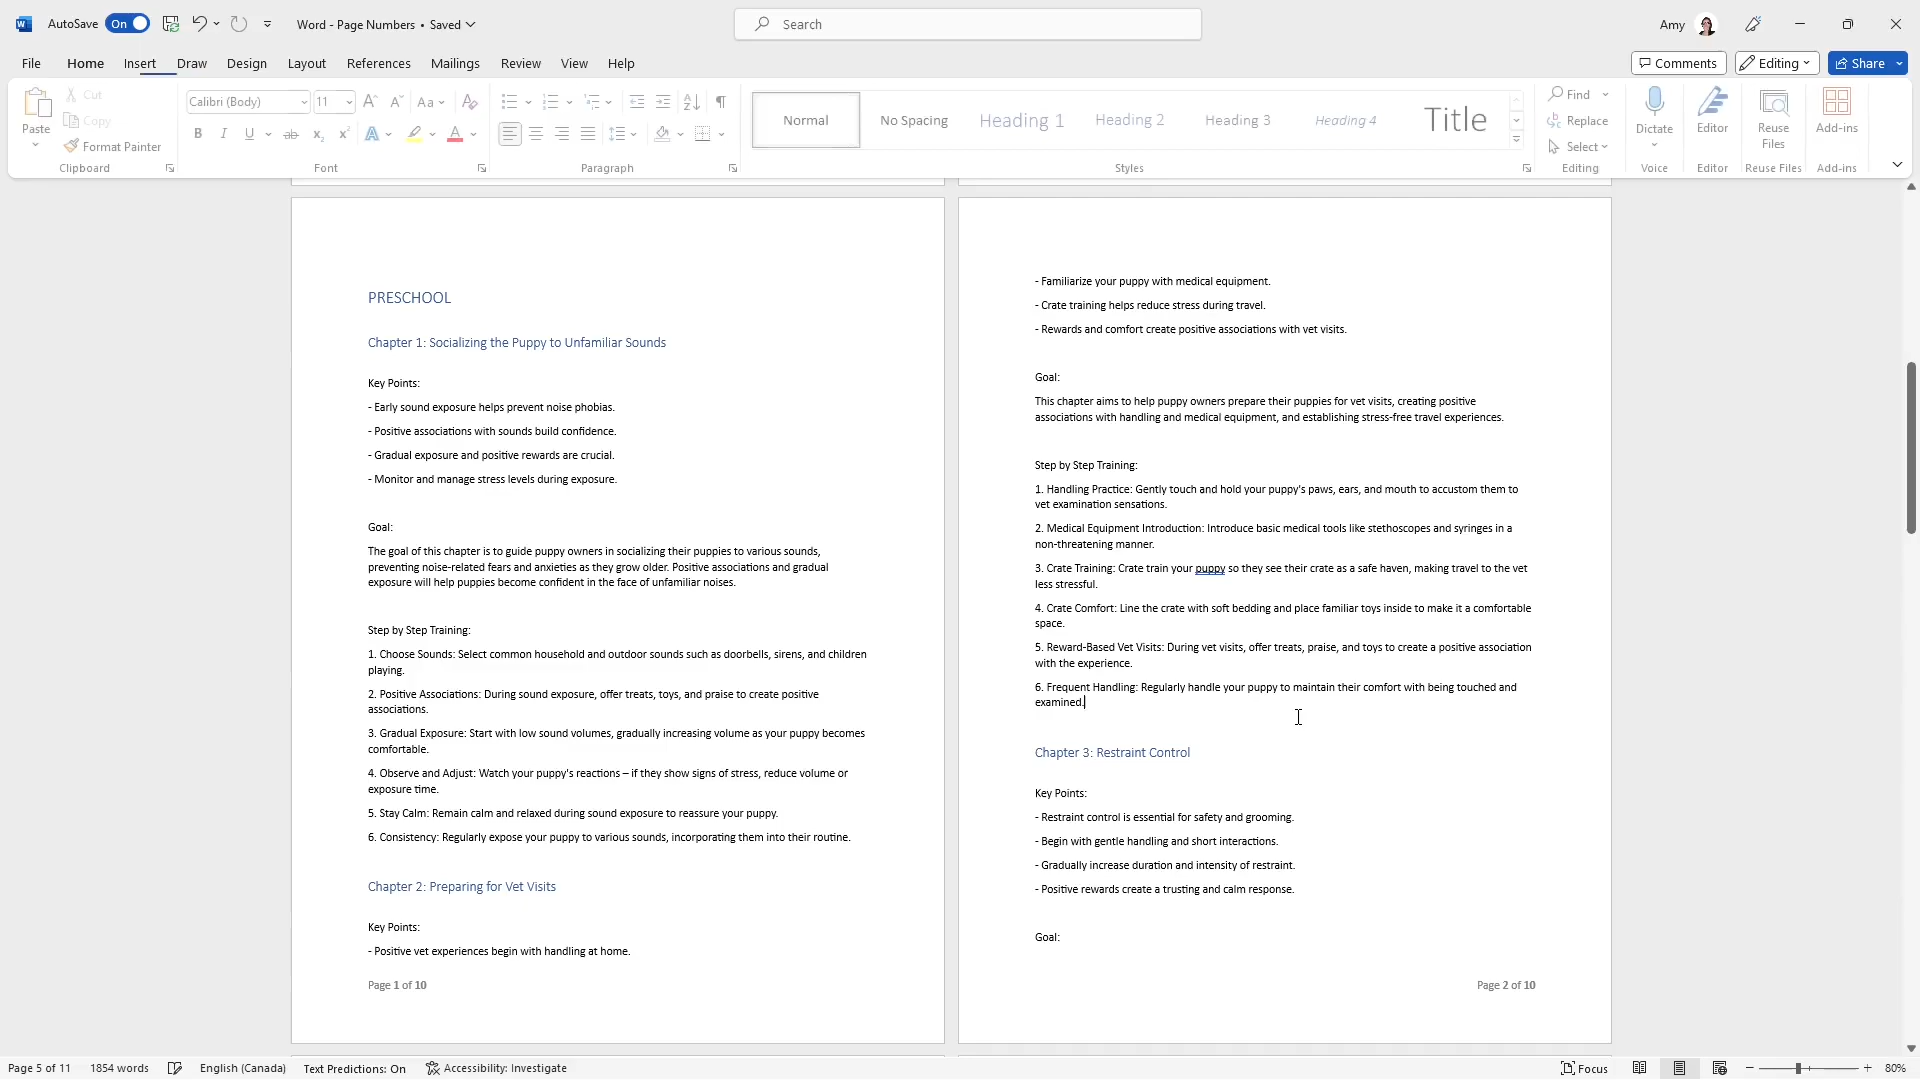 AutoSave On Word - Page Numbers • Saved Search Amy
File Home Insert Draw Design Layout References Mailings Review View Help Comments Editing Share
Paste Cut Copy Format Painter Clipboard
Calibri (Body) 11 Aa Font
Paragraph
Normal No Spacing Heading 1 Heading 2 Heading 3 Heading 4 Title Styles
Find Replace Select Editing
Dictate Voice
Editor Editor
Reuse Files Reuse Files
Add-ins Add-ins
PRESCHOOL
Chapter 1: Socializing the Puppy to Unfamiliar Sounds
Key Points:
- Early sound exposure helps prevent noise phobias.
- Positive associations with sounds build confidence.
- Gradual exposure and positive rewards are crucial.
- Monitor and manage stress levels during exposure.
Goal:
The goal of this chapter is to guide puppy owners in socializing their puppies to various sounds,
preventing noise-related fears and anxieties as they grow older. Positive associations and gradual
exposure will help puppies become confident in the face of unfamiliar noises.
Step by Step Training:
1. Choose Sounds: Select common household and outdoor sounds such as doorbells, sirens, and children
playing.
2. Positive Associations: During sound exposure, offer treats, toys, and praise to create positive
associations.
3. Gradual Exposure: Start with low sound volumes, gradually increasing volume as your puppy becomes
comfortable.
4. Observe and Adjust: Watch your puppy's reactions – if they show signs of stress, reduce volume or
exposure time.
5. Stay Calm: Remain calm and relaxed during sound exposure to reassure your puppy.
6. Consistency: Regularly expose your puppy to various sounds, incorporating them into their routine.
Chapter 2: Preparing for Vet Visits
Key Points:
- Positive vet experiences begin with handling at home.
Page 1 of 10
- Familiarize your puppy with medical equipment.
- Crate training helps reduce stress during travel.
- Rewards and comfort create positive associations with vet visits.
Goal:
This chapter aims to help puppy owners prepare their puppies for vet visits, creating positive
associations with handling and medical equipment, and establishing stress-free travel experiences.
Step by Step Training:
1. Handling Practice: Gently touch and hold your puppy's paws, ears, and mouth to accustom them to
vet examination sensations.
2. Medical Equipment Introduction: Introduce basic medical tools like stethoscopes and syringes in a
non-threatening manner.
3. Crate Training: Crate train your puppy so they see their crate as a safe haven, making travel to the vet
less stressful.
4. Crate Comfort: Line the crate with soft bedding and place familiar toys inside to make it a comfortable
space.
5. Reward-Based Vet Visits: During vet visits, offer treats, praise, and toys to create a positive association
with the experience.
6. Frequent Handling: Regularly handle your puppy to maintain their comfort with being touched and
examined.
Chapter 3: Restraint Control
Key Points:
- Restraint control is essential for safety and grooming.
- Begin with gentle handling and short interactions.
- Gradually increase duration and intensity of restraint.
- Positive rewards create a trusting and calm response.
Goal:
Page 2 of 10
Page 5 of 11 1854 words English (Canada) Text Predictions: On Accessibility: Investigate Focus 80%